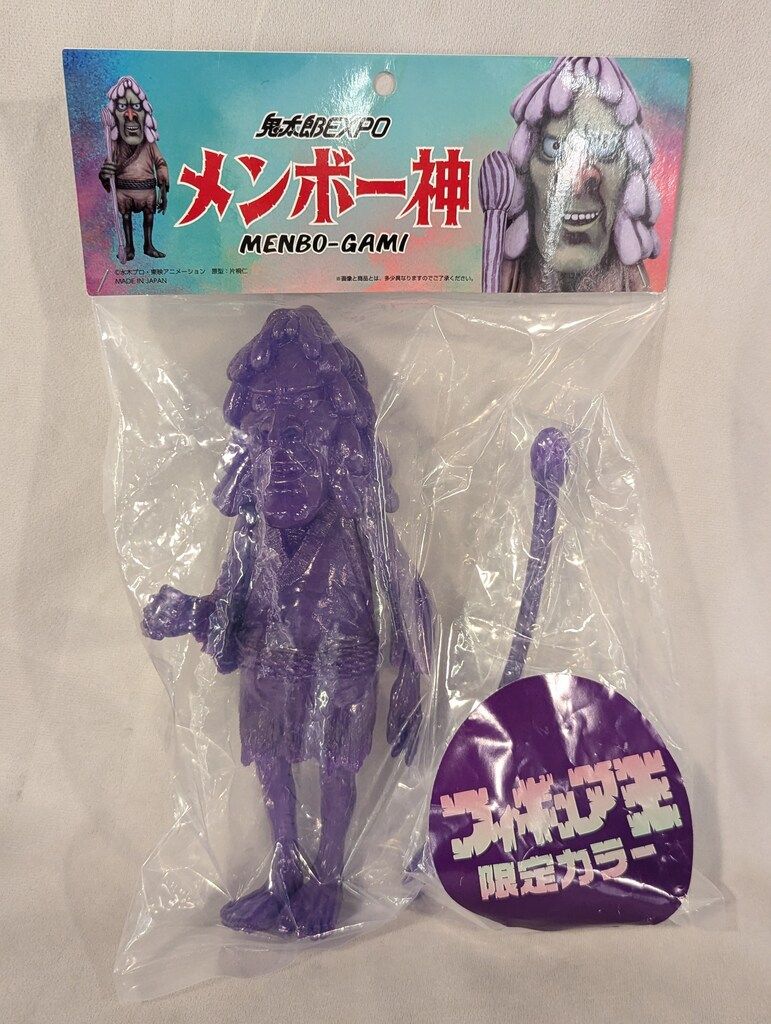 鬼太郎EXPO
メンボー神
MENBO-GAMI
©水木プロ・東映アニメーション 原型：片桐仁
MADE IN JAPAN
※画像と商品とは、多少異なりますのでご了承ください。
フィギュア王
限定カラー